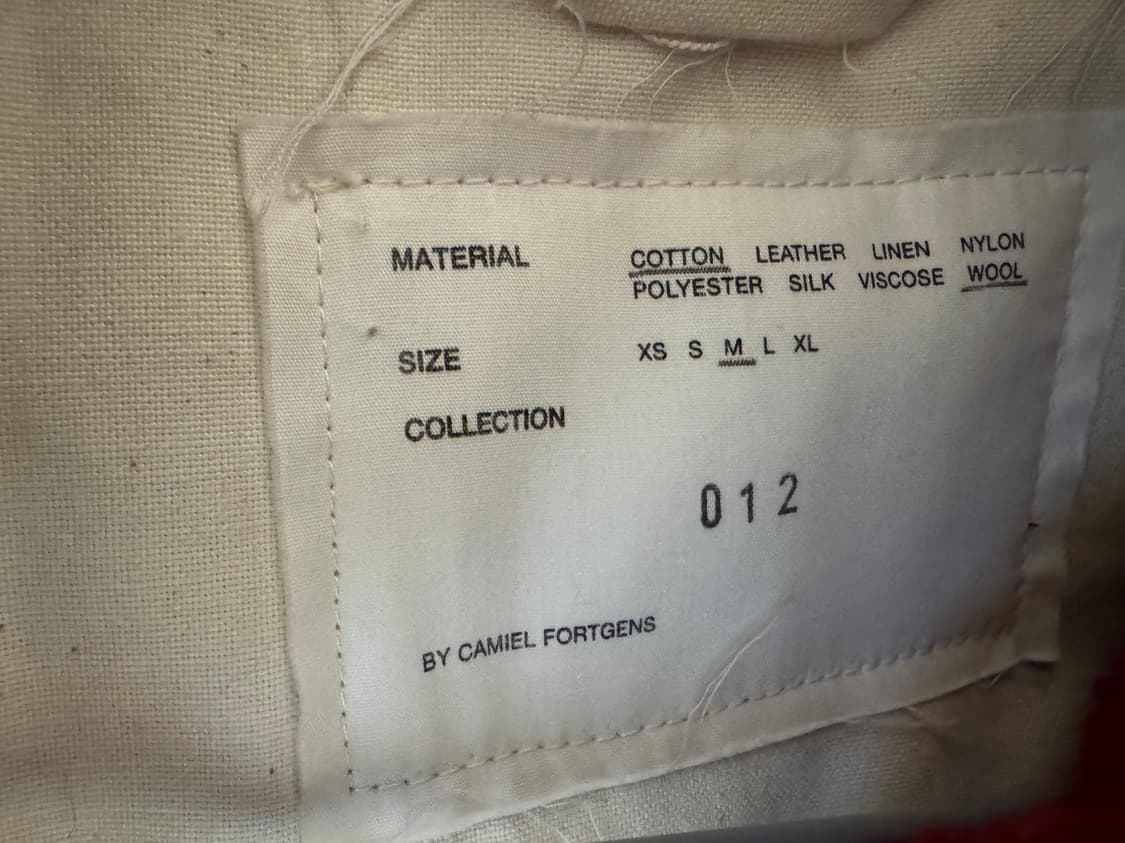 MATERIAL COTTON LEATHER LINEN NYLON
POLYESTER SILK VISCOSE WOOL
SIZE XS S M L XL
COLLECTION
012
BY CAMIEL FORTGENS